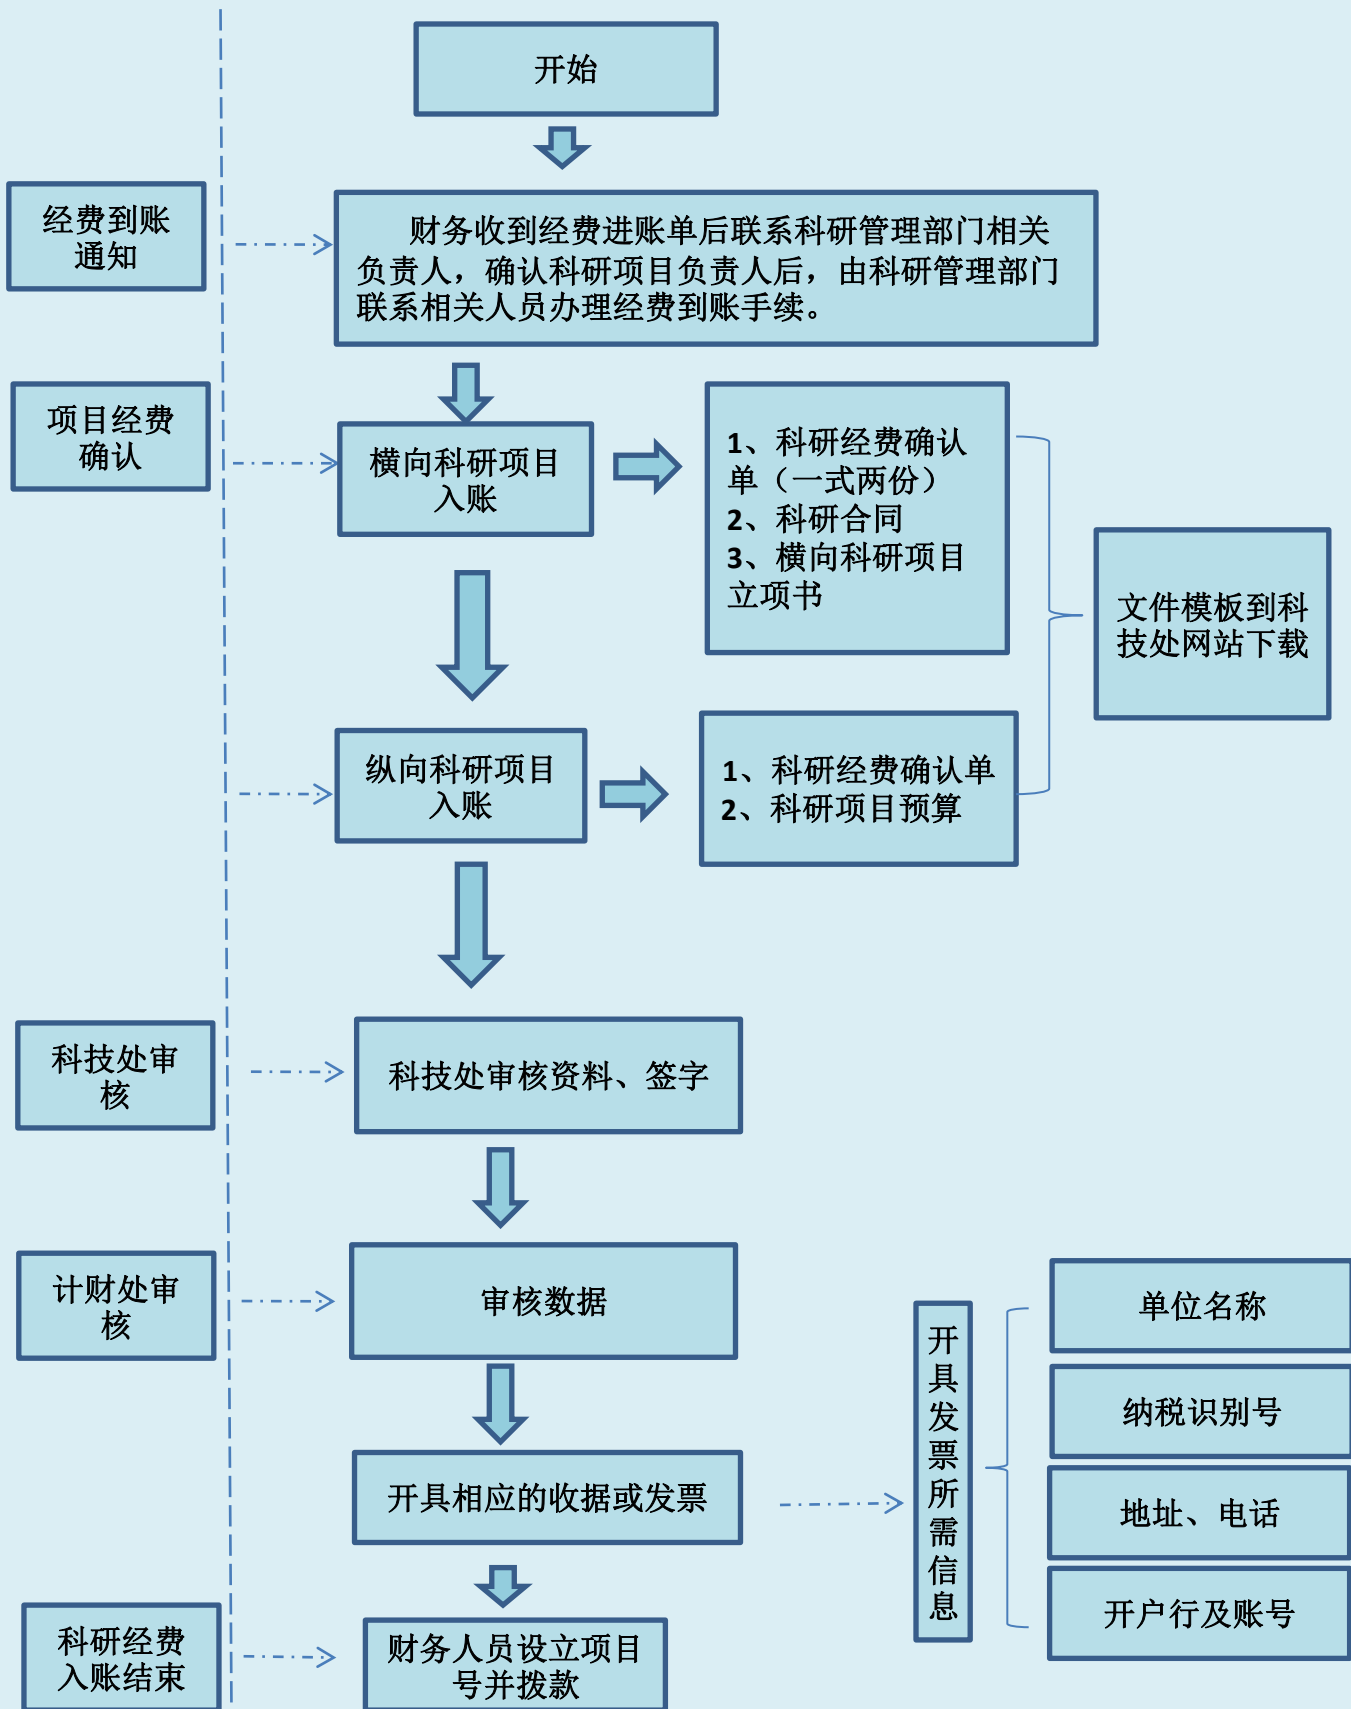 开始
经费到账
通知
财务收到经费进账单后联系科研管理部门相关
负责人，确认科研项目负责人后，由科研管理部门
联系相关人员办理经费到账手续。
项目经费
确认
横向科研项目
入账
1、科研经费确认
单（一式两份）
2、科研合同
3、横向科研项目
立项书
文件模板到科
技处网站下载
纵向科研项目
入账
1、科研经费确认单
2、科研项目预算
科技处审
核
科技处审核资料、签字
计财处审
核
审核数据
开具相应的收据或发票
开具发票所需信息
单位名称
纳税识别号
地址、电话
开户行及账号
科研经费
入账结束
财务人员设立项目
号并拨款